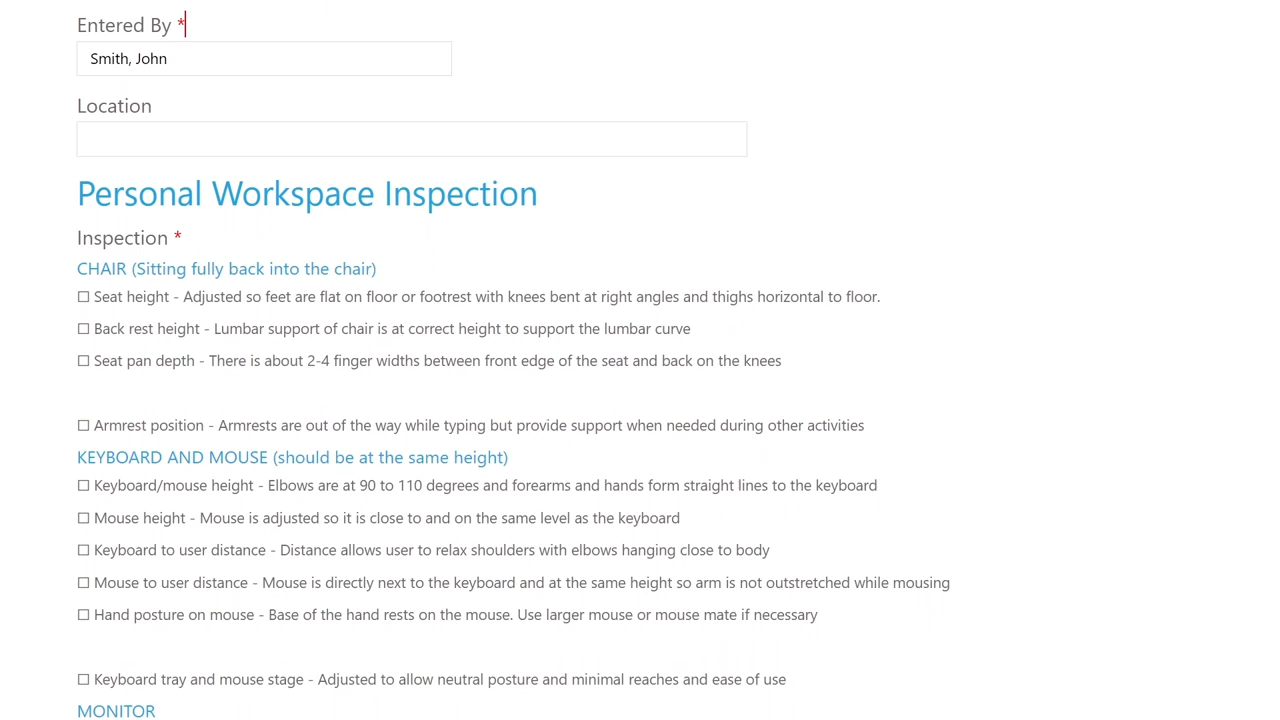 Entered By *
Smith, John
Location
Personal Workspace Inspection
Inspection *
CHAIR (Sitting fully back into the chair)
☐ Seat height - Adjusted so feet are flat on floor or footrest with knees bent at right angles and thighs horizontal to floor.
☐ Back rest height - Lumbar support of chair is at correct height to support the lumbar curve
☐ Seat pan depth - There is about 2-4 finger widths between front edge of the seat and back on the knees
☐ Armrest position - Armrests are out of the way while typing but provide support when needed during other activities
KEYBOARD AND MOUSE (should be at the same height)
☐ Keyboard/mouse height - Elbows are at 90 to 110 degrees and forearms and hands form straight lines to the keyboard
☐ Mouse height - Mouse is adjusted so it is close to and on the same level as the keyboard
☐ Keyboard to user distance - Distance allows user to relax shoulders with elbows hanging close to body
☐ Mouse to user distance - Mouse is directly next to the keyboard and at the same height so arm is not outstretched while mousing
☐ Hand posture on mouse - Base of the hand rests on the mouse. Use larger mouse or mouse mate if necessary
☐ Keyboard tray and mouse stage - Adjusted to allow neutral posture and minimal reaches and ease of use
MONITOR